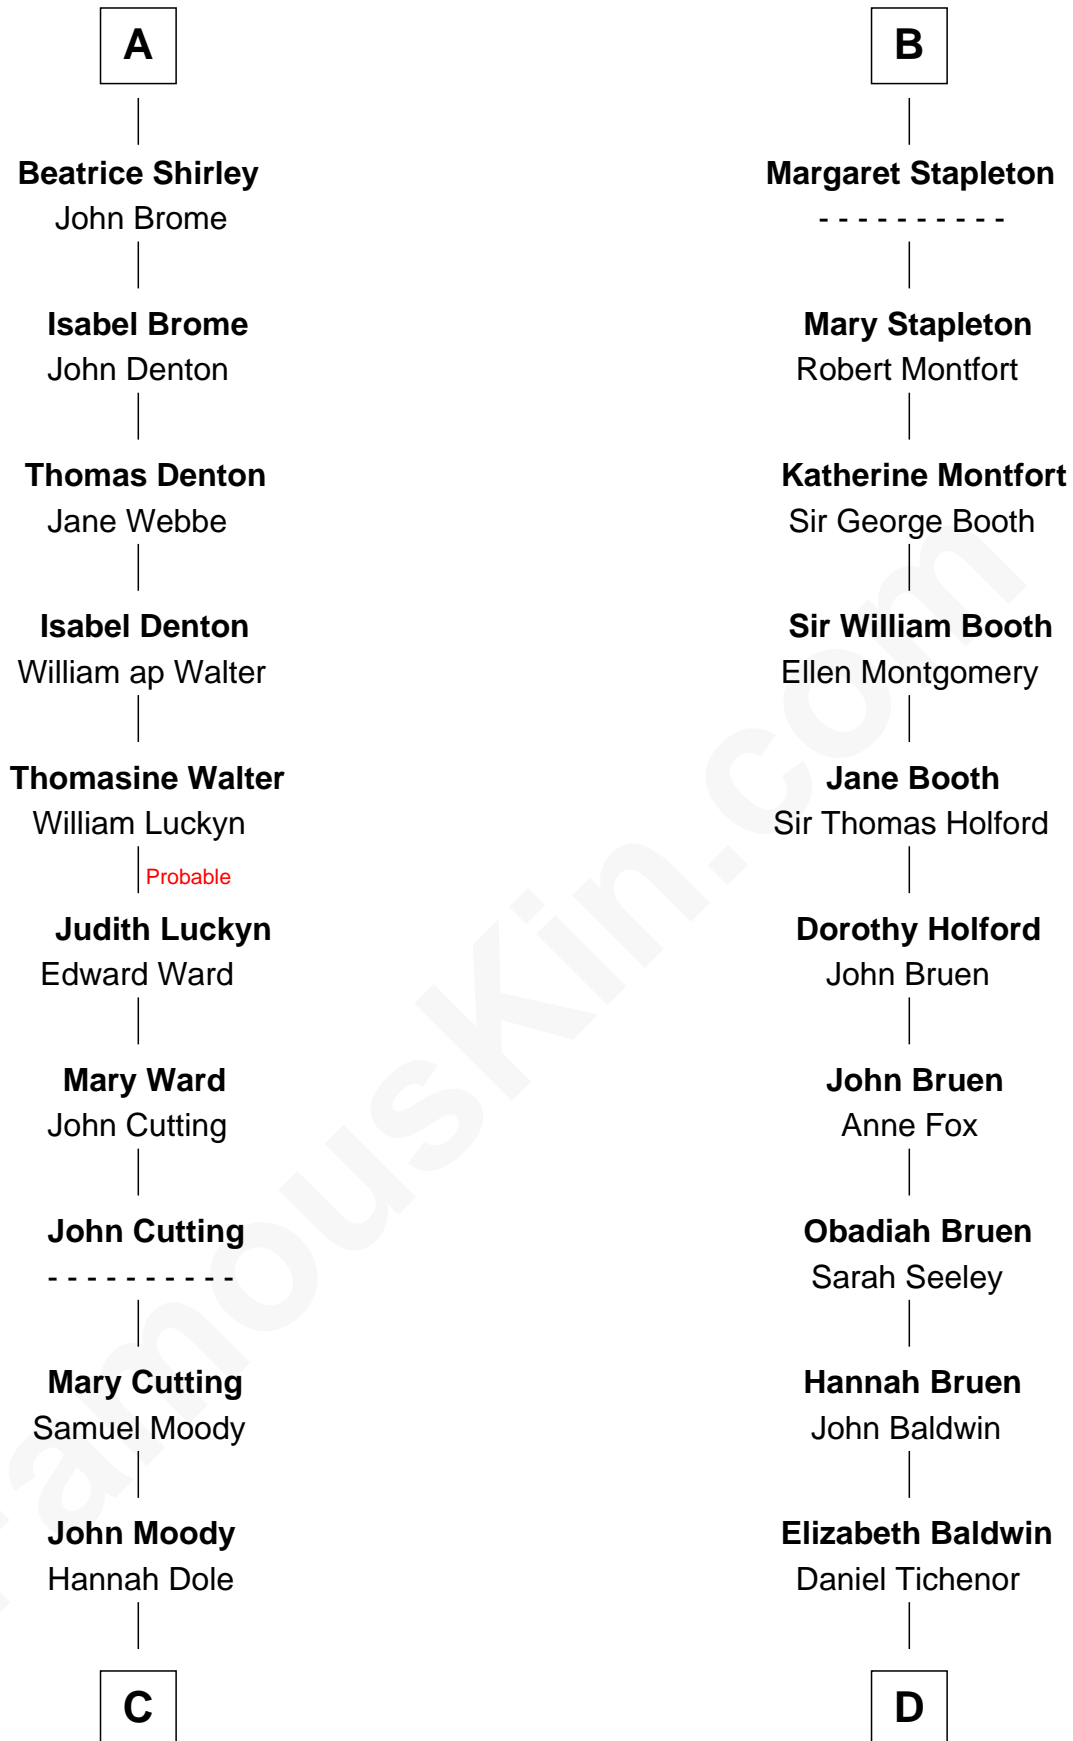 A
Beatrice Shirley
John Brome
Isabel Brome
John Denton
Thomas Denton
Jane Webbe
Isabel Denton
William ap Walter
Thomasine Walter
William Luckyn
Probable
Judith Luckyn
Edward Ward
Mary Ward
John Cutting
John Cutting
- - - - - - - - - -
Mary Cutting
Samuel Moody
John Moody
Hannah Dole
C
B
Margaret Stapleton
- - - - - - - - - -
Mary Stapleton
Robert Montfort
Katherine Montfort
Sir George Booth
Sir William Booth
Ellen Montgomery
Jane Booth
Sir Thomas Holford
Dorothy Holford
John Bruen
John Bruen
Anne Fox
Obadiah Bruen
Sarah Seeley
Hannah Bruen
John Baldwin
Elizabeth Baldwin
Daniel Tichenor
D
FamousKin.com